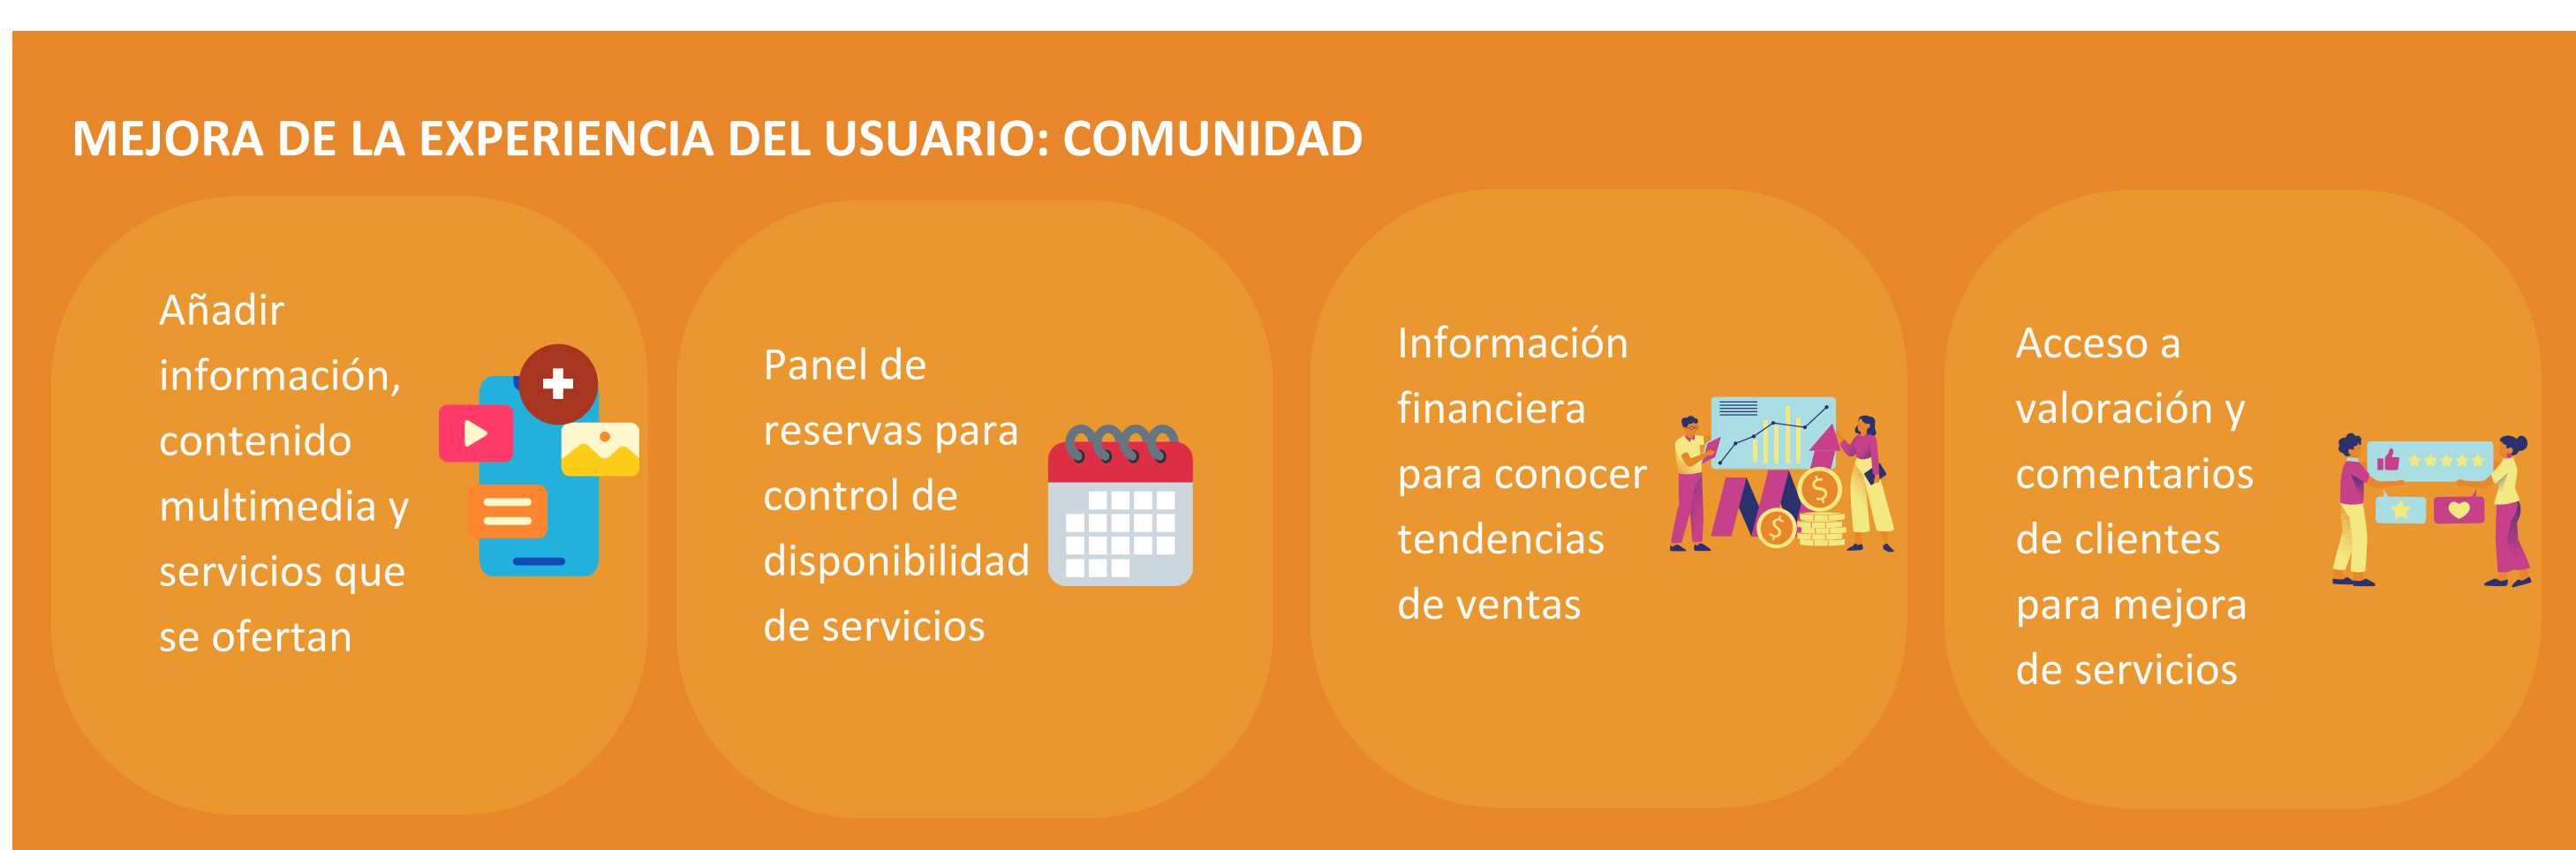 MEJORA DE LA EXPERIENCIA DEL USUARIO: COMUNIDAD
Añadir
información,
contenido
multimedia y
servicios que
se ofertan
Panel de
reservas para
control de
disponibilidad
de servicios
Información
financiera
para conocer
tendencias
de ventas
Acceso a
valoración y
comentarios
de clientes
para mejora
de servicios